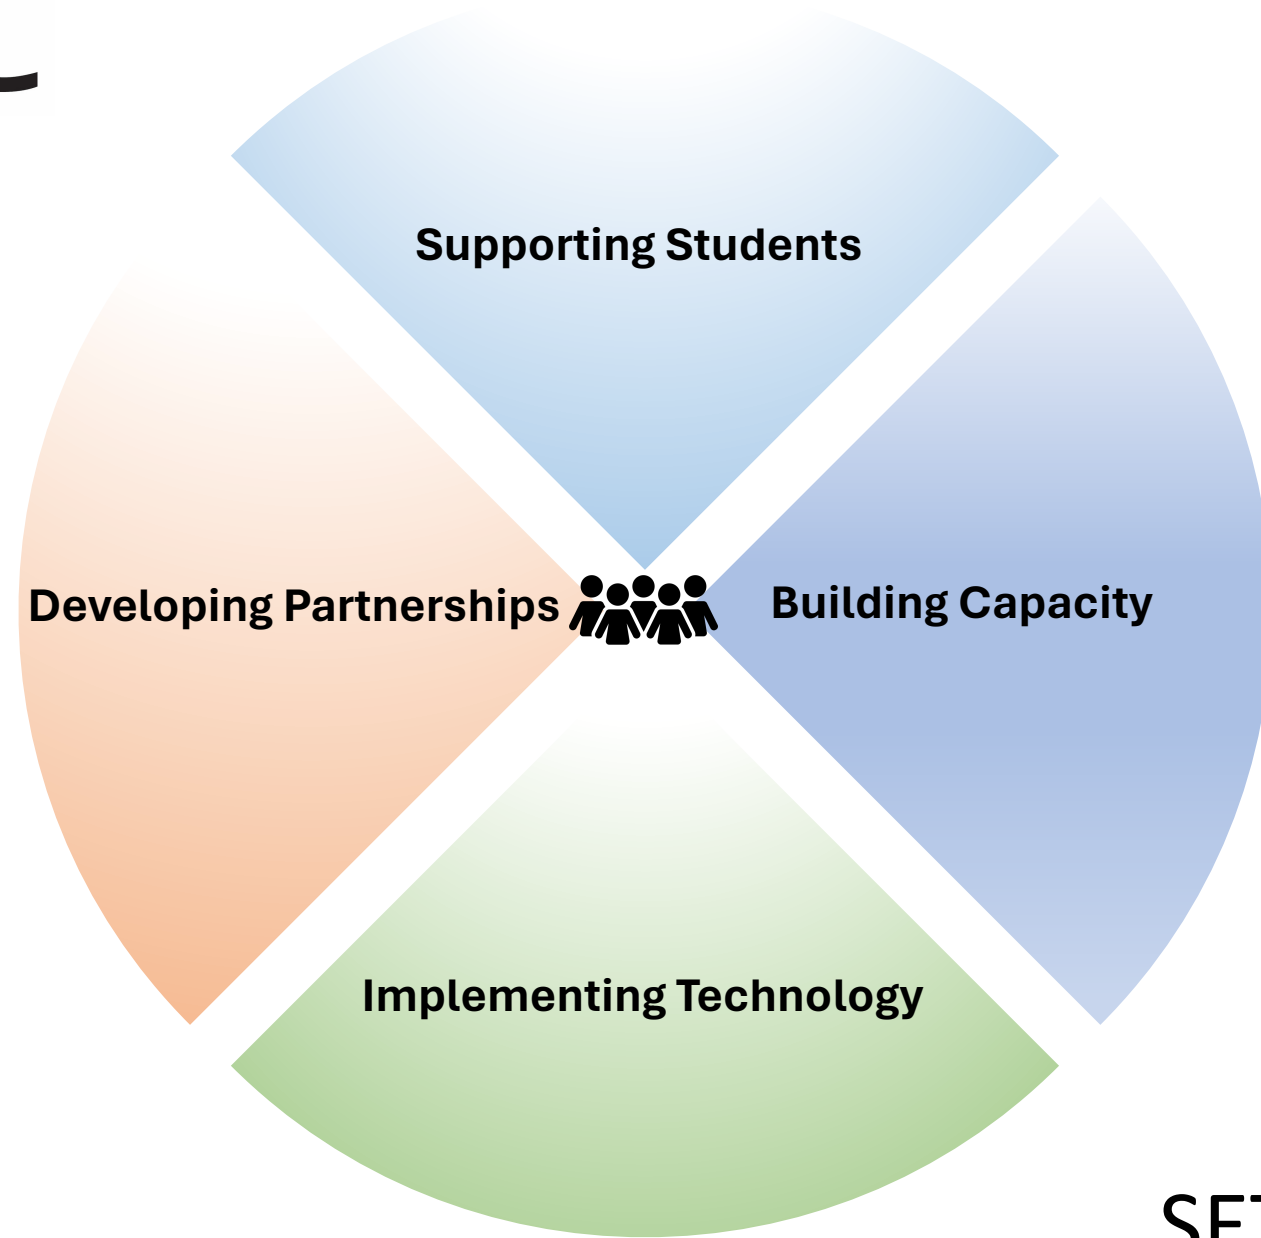 Supporting Students
Developing Partnerships
Building Capacity
Implementing Technology